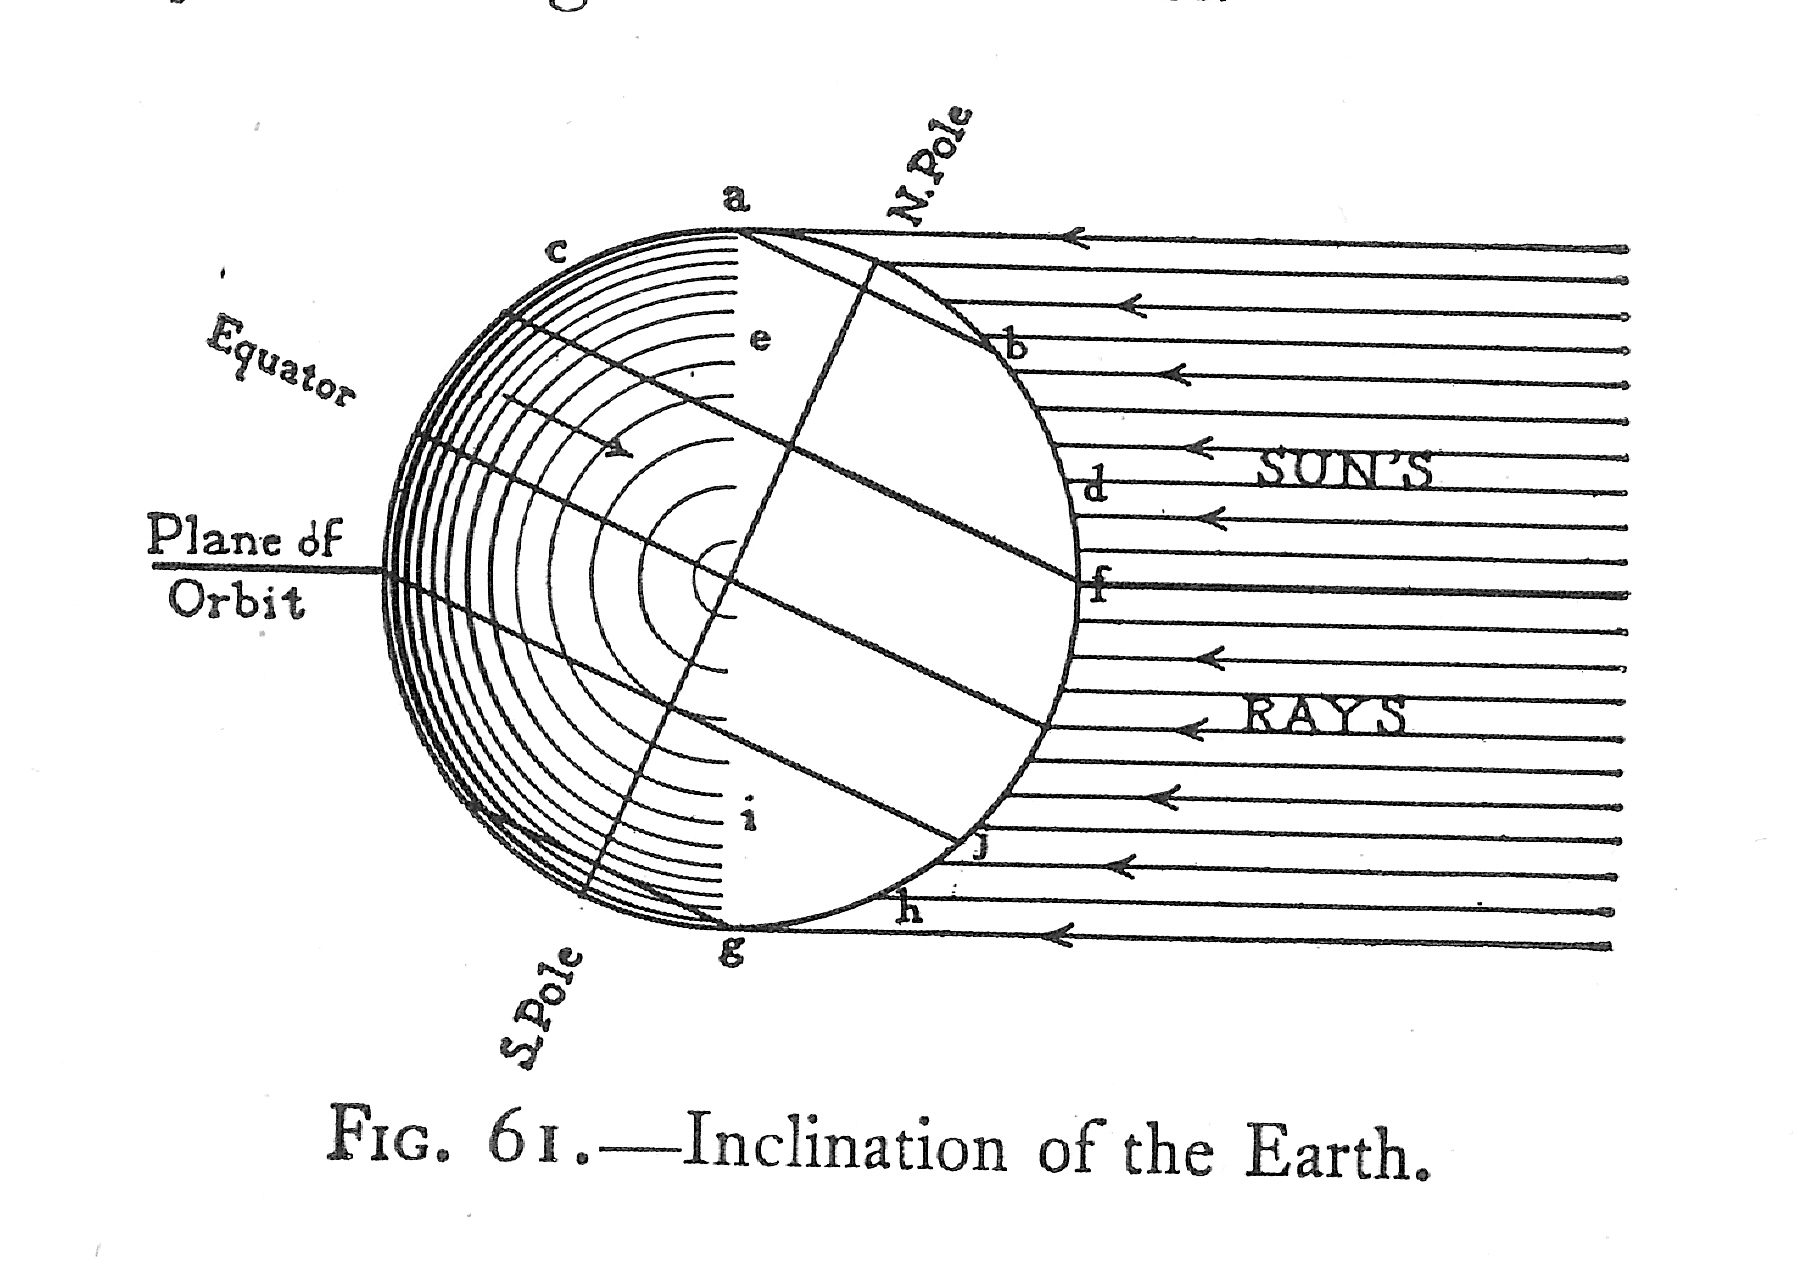 a
N. Pole
c
Equator
e
b
SUN'S
d
Plane of
Orbit
f
RAYS
i
j
h
g
S. Pole
FIG. 61.—Inclination of the Earth.